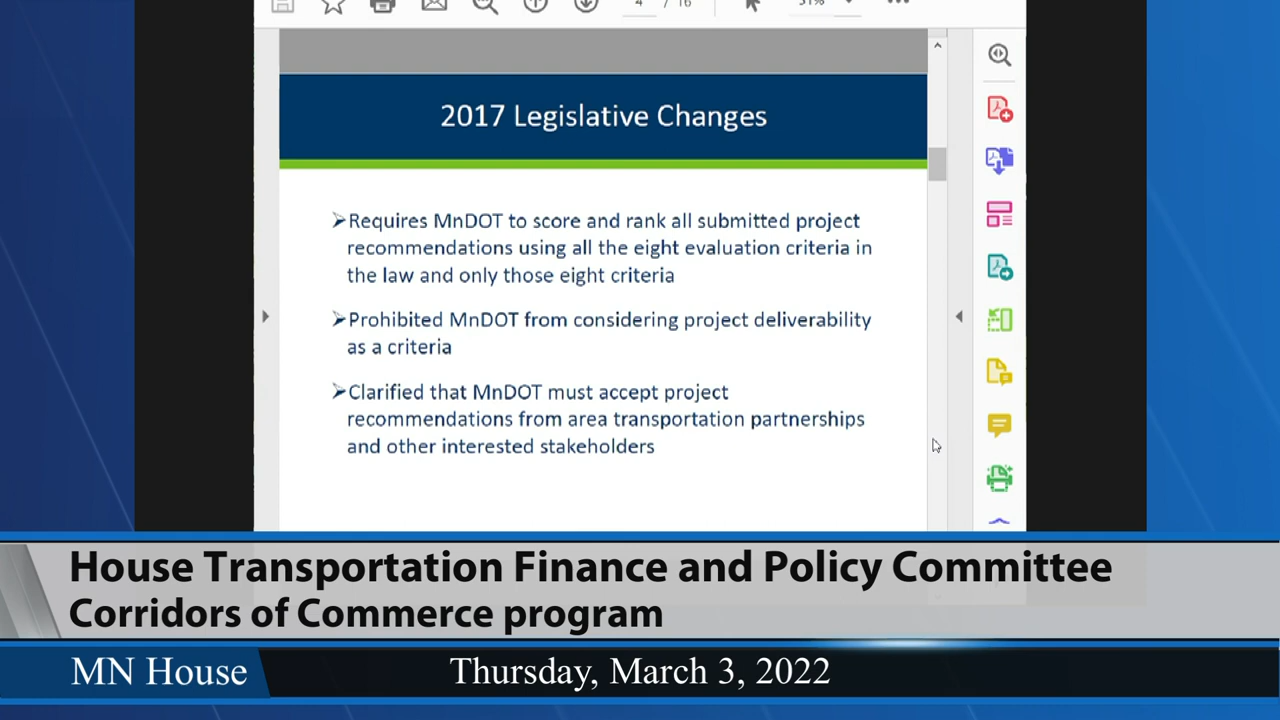 4 / 16
51%
2017 Legislative Changes
➢Requires MnDOT to score and rank all submitted project
recommendations using all the eight evaluation criteria in
the law and only those eight criteria
➢Prohibited MnDOT from considering project deliverability
as a criteria
➢Clarified that MnDOT must accept project
recommendations from area transportation partnerships
and other interested stakeholders
House Transportation Finance and Policy Committee
Corridors of Commerce program
MN House
Thursday, March 3, 2022